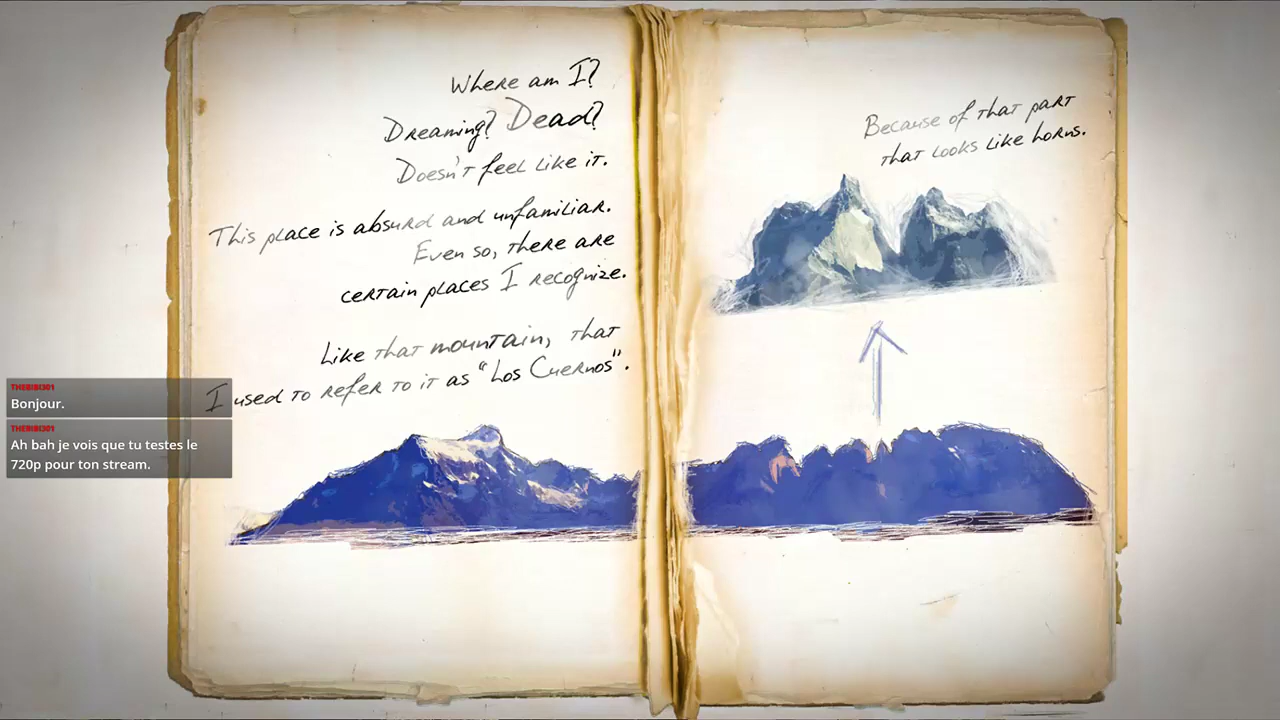 Where am I?
Dreaming? Dead?
Doesn't feel like it.
This place is absurd and unfamiliar.
Even so, there are
certain places I recognize.
Like that mountain, that
I used to refer to it as "Los Cuernos".
Because of that part
that looks like horns.
THEBIBI301
Bonjour.
THEBIBI301
Ah bah je vois que tu testes le
720p pour ton stream.